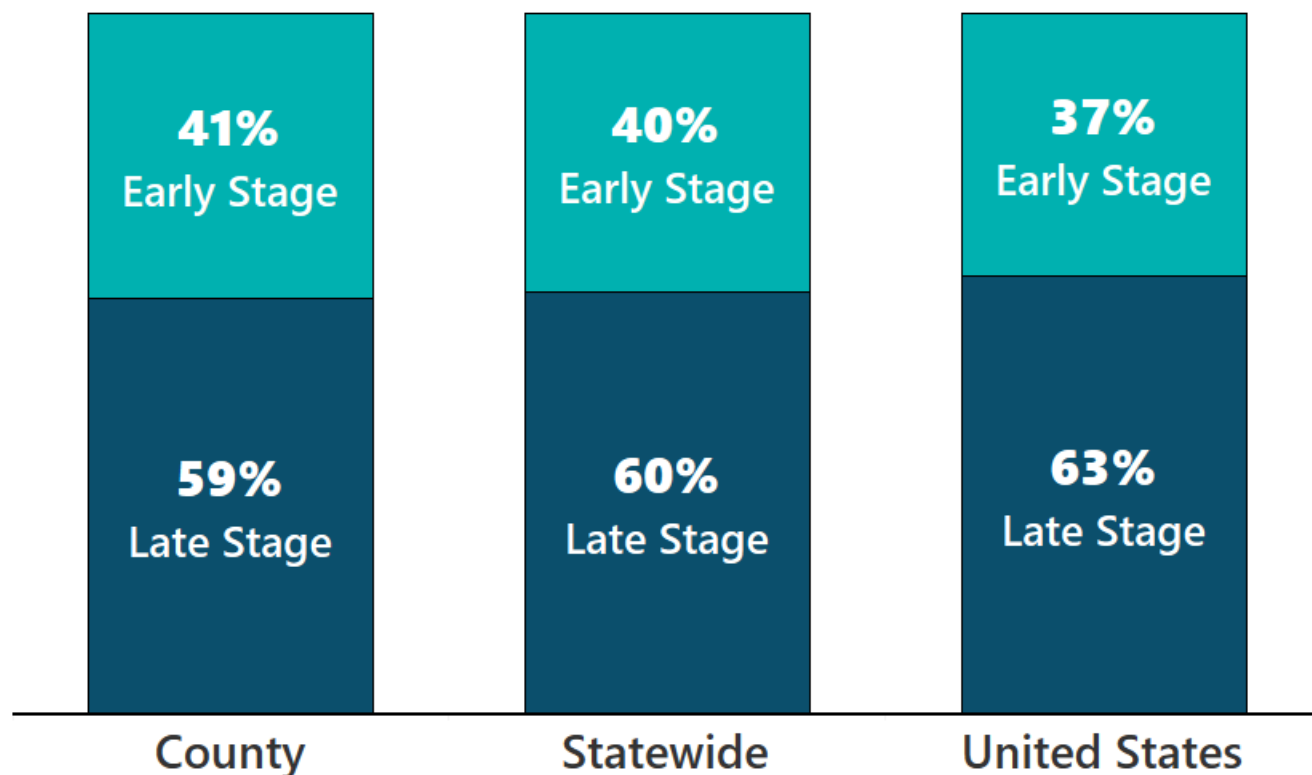 41%
Early Stage
59%
Late Stage
County
40%
Early Stage
60%
Late Stage
Statewide
37%
Early Stage
63%
Late Stage
United States